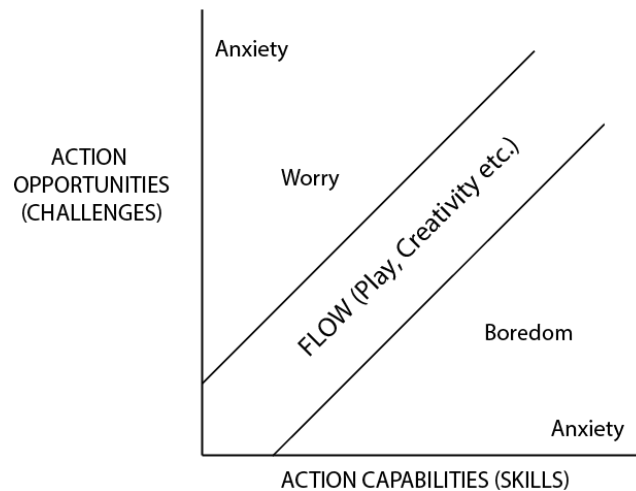 Anxiety
ACTION
OPPORTUNITIES
(CHALLENGES)
Worry
FLOW (Play, Creativity etc.)
Boredom
Anxiety
ACTION CAPABILITIES (SKILLS)